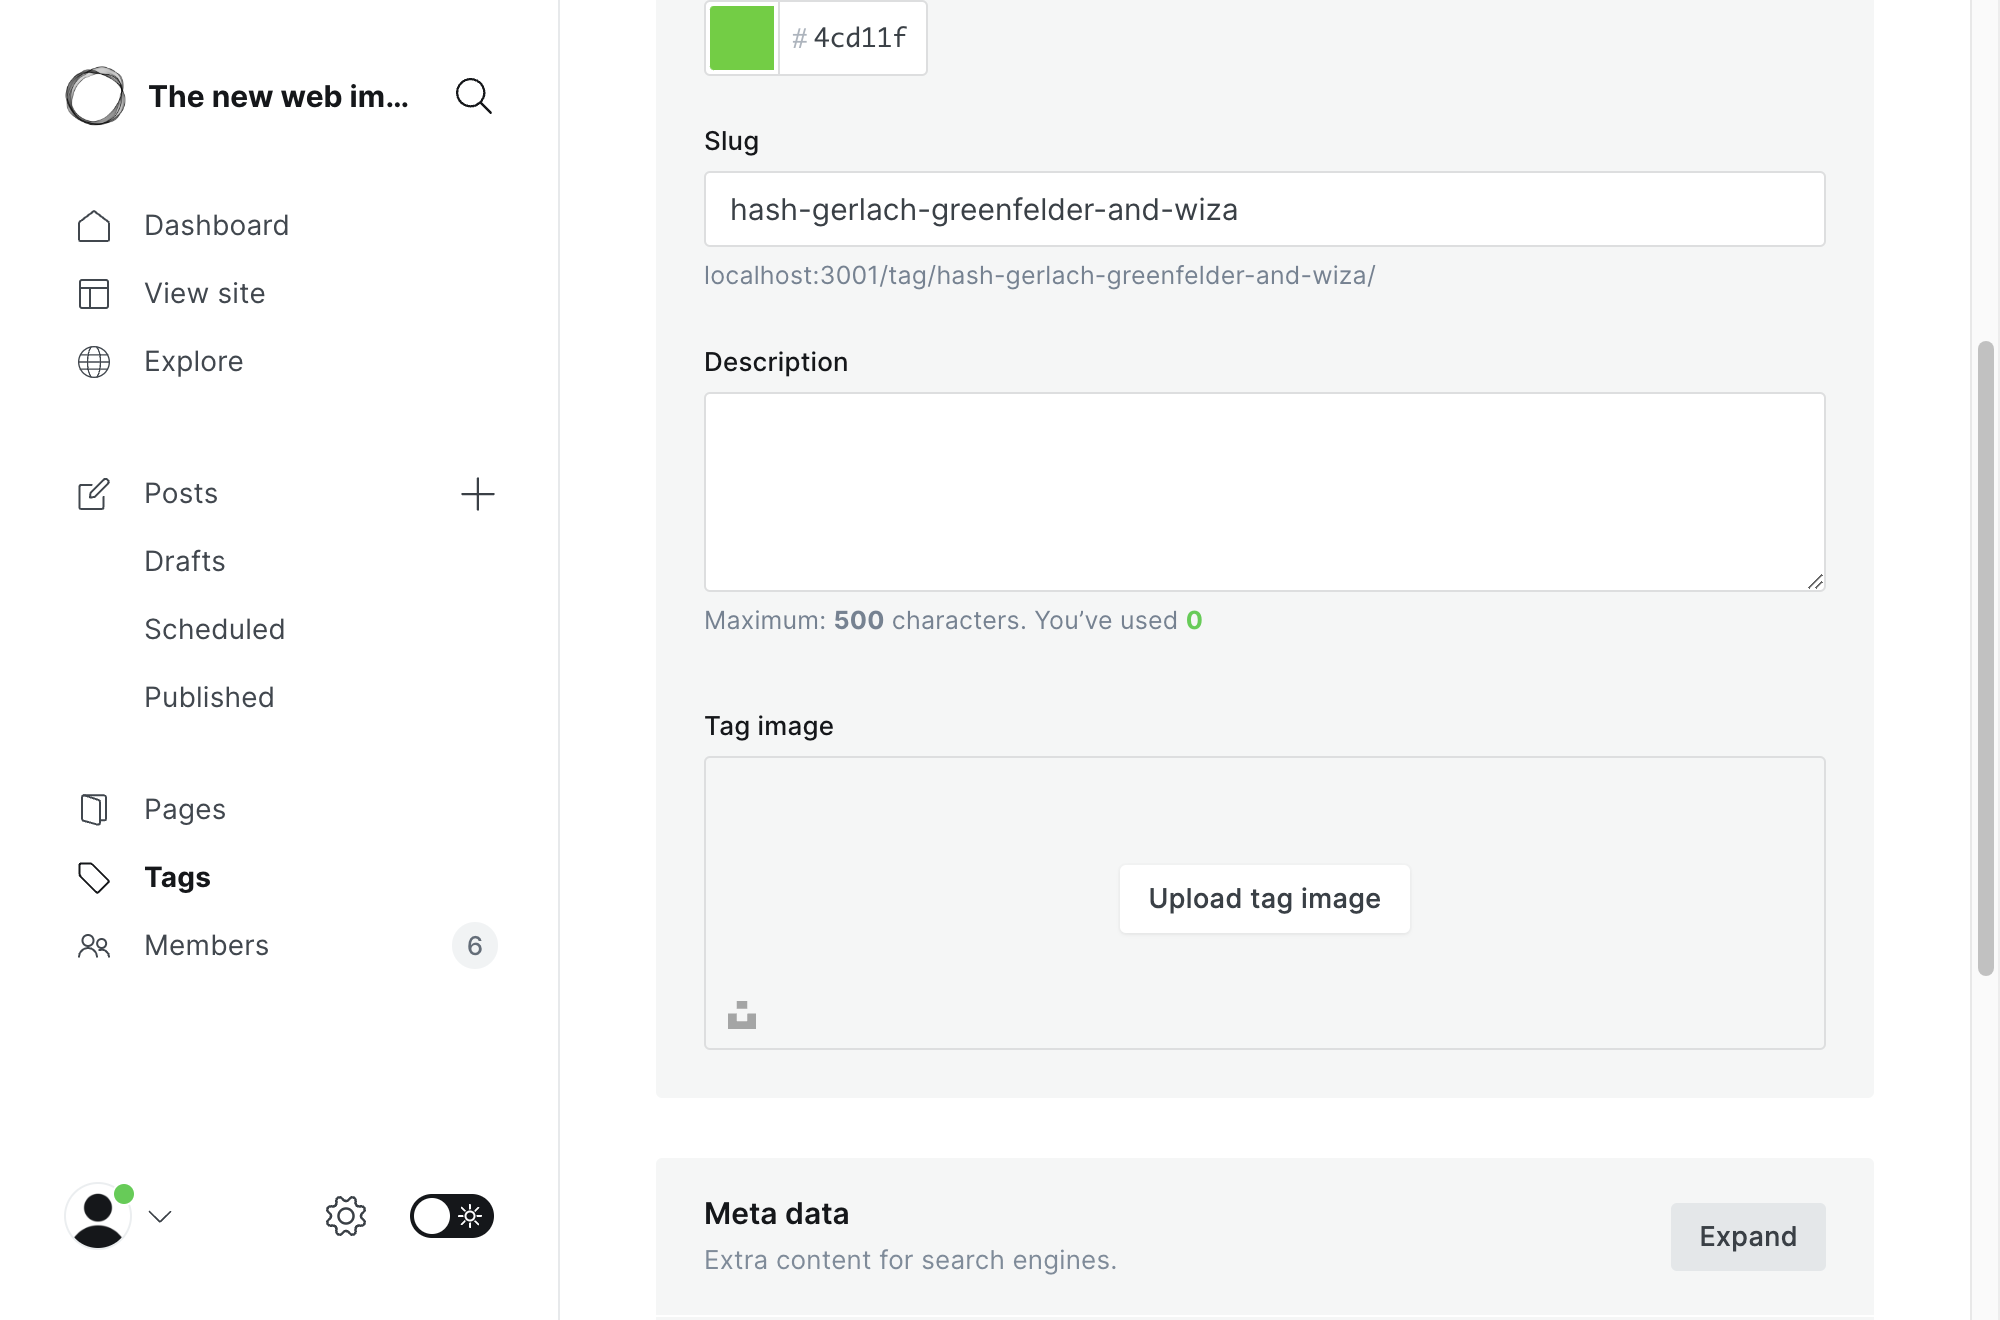 The new web im...
Dashboard
View site
Explore
Posts
Drafts
Scheduled
Published
Pages
Tags
Members
6
# 4cd11f
Slug
hash-gerlach-greenfelder-and-wiza
localhost:3001/tag/hash-gerlach-greenfelder-and-wiza/
Description
Maximum: 500 characters. You’ve used 0
Tag image
Upload tag image
Meta data
Extra content for search engines.
Expand